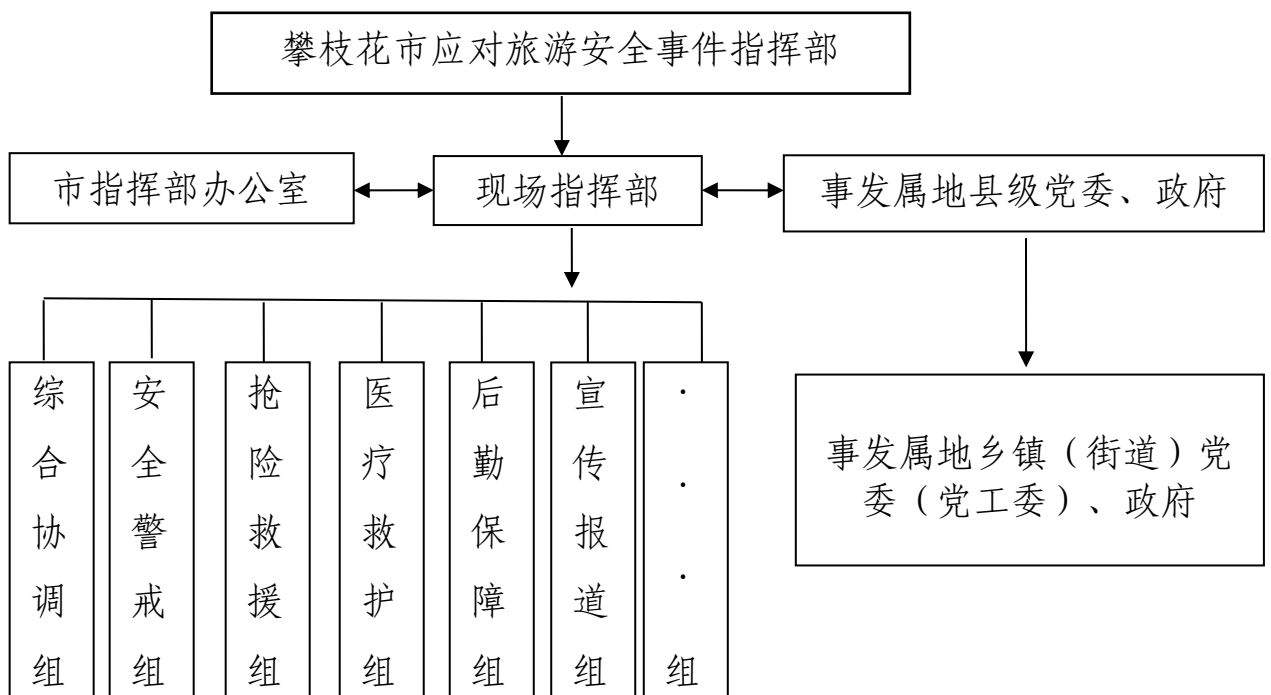 攀枝花市应对旅游安全事件指挥部
市指挥部办公室
现场指挥部
事发属地县级党委、政府
综合协调组
安全警戒组
抢险救援组
医疗救护组
后勤保障组
宣传报道组
···组
事发属地乡镇（街道）党
委（党工委）、政府